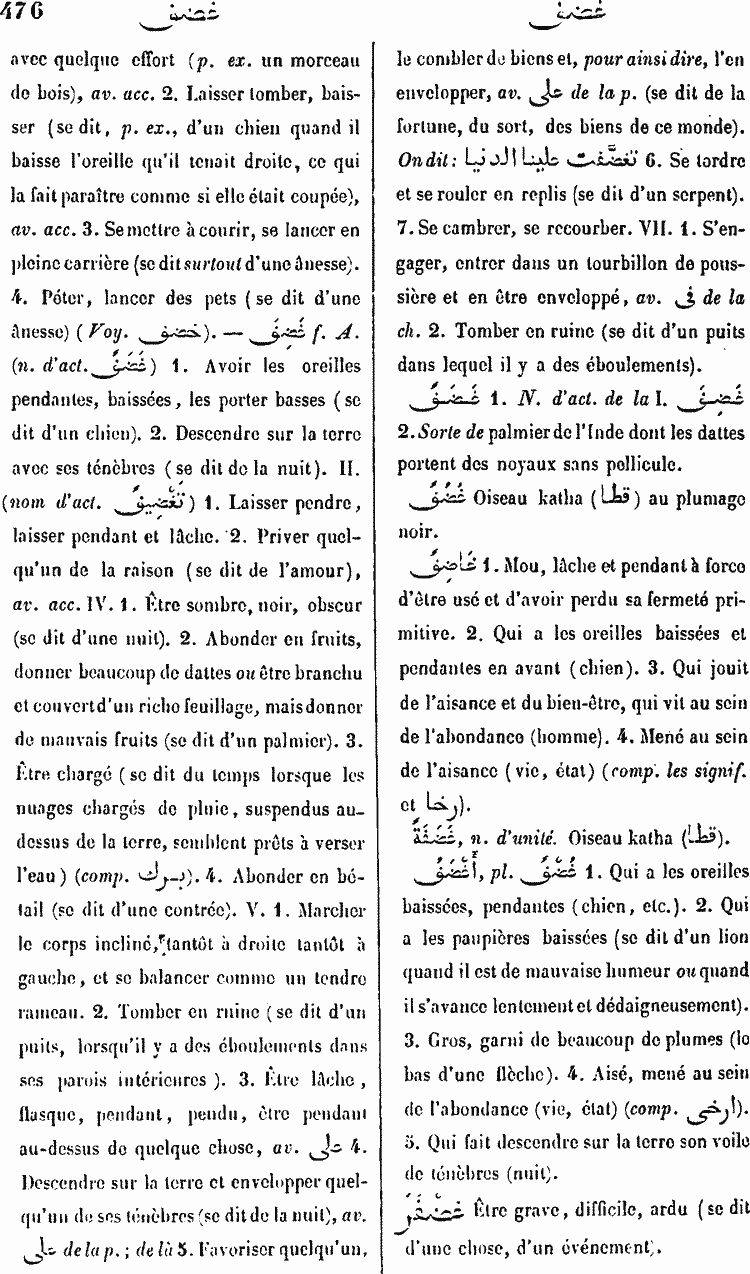 476 غضف غضف
avec quelque effort (p. ex. un morceau
de bois), av. acc. 2. Laisser tomber, bais-
ser (se dit, p. ex., d'un chien quand il
baisse l'oreille qu'il tenait droite, ce qui
la fait paraître comme si elle était coupée),
av. acc. 3. Se mettre à courir, se lancer en
pleine carrière (se dit surtout d'une ânesse).
4. Péter, lancer des pets (se dit d'une
ânesse) (Voy. خضف). — غَضِفَ f. A.
(n. d'act. غَضَفٌ) 1. Avoir les oreilles
pendantes, baissées, les porter basses (se
dit d'un chien). 2. Descendre sur la terre
avec ses ténèbres (se dit de la nuit). II.
(nom d'act. تَغْضِيفٌ) 1. Laisser pendre,
laisser pendant et lâche. 2. Priver quel-
qu'un de la raison (se dit de l'amour),
av. acc. IV. 1. Être sombre, noir, obscur
(se dit d'une nuit). 2. Abonder en fruits,
donner beaucoup de dattes ou être branchu
et couvert d'un riche feuillage, mais donner
de mauvais fruits (se dit d'un palmier). 3.
Être chargé (se dit du temps lorsque les
nuages chargés de pluie, suspendus au-
dessus de la terre, semblent prêts à verser
l'eau) (comp. برك). 4. Abonder en bé-
tail (se dit d'une contrée). V. 1. Marcher
le corps incliné, tantôt à droite tantôt à
gauche, et se balancer comme un tendre
rameau. 2. Tomber en ruine (se dit d'un
puits, lorsqu'il y a des éboulements dans
ses parois intérieures). 3. Être lâche,
flasque, pendant, pendu, être pendant
au-dessus de quelque chose, av. على 4.
Descendre sur la terre et envelopper quel-
qu'un de ses ténèbres (se dit de la nuit), av.
على de la p.; de là 5. Favoriser quelqu'un,
le combler de biens et, pour ainsi dire, l'en
envelopper, av. على de la p. (se dit de la
fortune, du sort, des biens de ce monde).
On dit: تغضّفت علينا الدنيا 6. Se tordre
et se rouler en replis (se dit d'un serpent).
7. Se cambrer, se recourber. VII. 1. S'en-
gager, entrer dans un tourbillon de pous-
sière et en être enveloppé, av. في de la
ch. 2. Tomber en ruine (se dit d'un puits
dans lequel il y a des éboulements).
غَضْفٌ 1. N. d'act. de la I. غَضَفٌ
2. Sorte de palmier de l'Inde dont les dattes
portent des noyaux sans pellicule.
غَضَفٌ Oiseau katha (قطا) au plumage
noir.
غَاضِفٌ 1. Mou, lâche et pendant à force
d'être usé et d'avoir perdu sa fermeté pri-
mitive. 2. Qui a les oreilles baissées et
pendantes en avant (chien). 3. Qui jouit
de l'aisance et du bien-être, qui vit au sein
de l'abondance (homme). 4. Mené au sein
de l'aisance (vie, état) (comp. les signif.
et رخا).
غَضَفَةٌ, n. d'unité. Oiseau katha (قطا).
أَغْضَفُ, pl. غُضْفٌ 1. Qui a les oreilles
baissées, pendantes (chien, etc.). 2. Qui
a les paupières baissées (se dit d'un lion
quand il est de mauvaise humeur ou quand
il s'avance lentement et dédaigneusement).
3. Gros, garni de beaucoup de plumes (le
bas d'une flèche). 4. Aisé, mené au sein
de l'abondance (vie, état) (comp. أرخى).
5. Qui fait descendre sur la terre son voile
de ténèbres (nuit).
غَضْفَرَ Être grave, difficile, ardu (se dit
d'une chose, d'un événement).